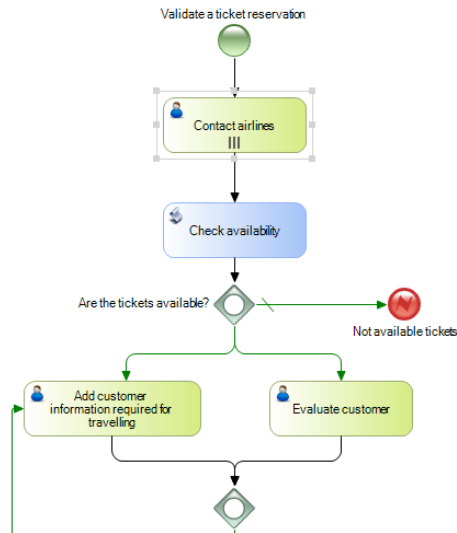 Validate a ticket reservation
Contact airlines
Check availability
Are the tickets available?
Not available tickets
Add customer
information required for
travelling
Evaluate customer